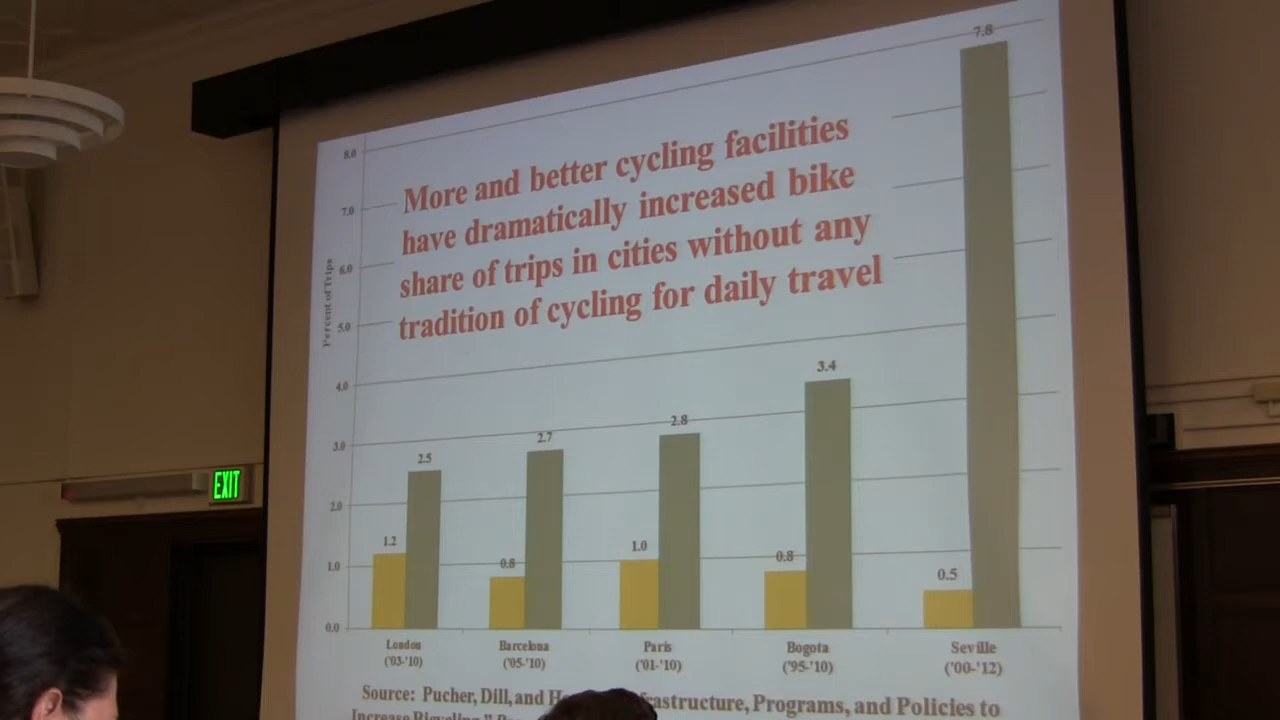 More and better cycling facilities
have dramatically increased bike
share of trips in cities without any
tradition of cycling for daily travel
Percent of Trips
8.0
7.0
6.0
5.0
4.0
3.0
2.0
1.0
0.0
1.2
2.5
0.8
2.7
1.0
2.8
0.8
3.4
0.5
7.8
London
('03-'10)
Barcelona
('05-'10)
Paris
('01-'10)
Bogota
('95-'10)
Seville
('00-'12)
Source: Pucher, Dill, and Programs, and Policies to
EXIT